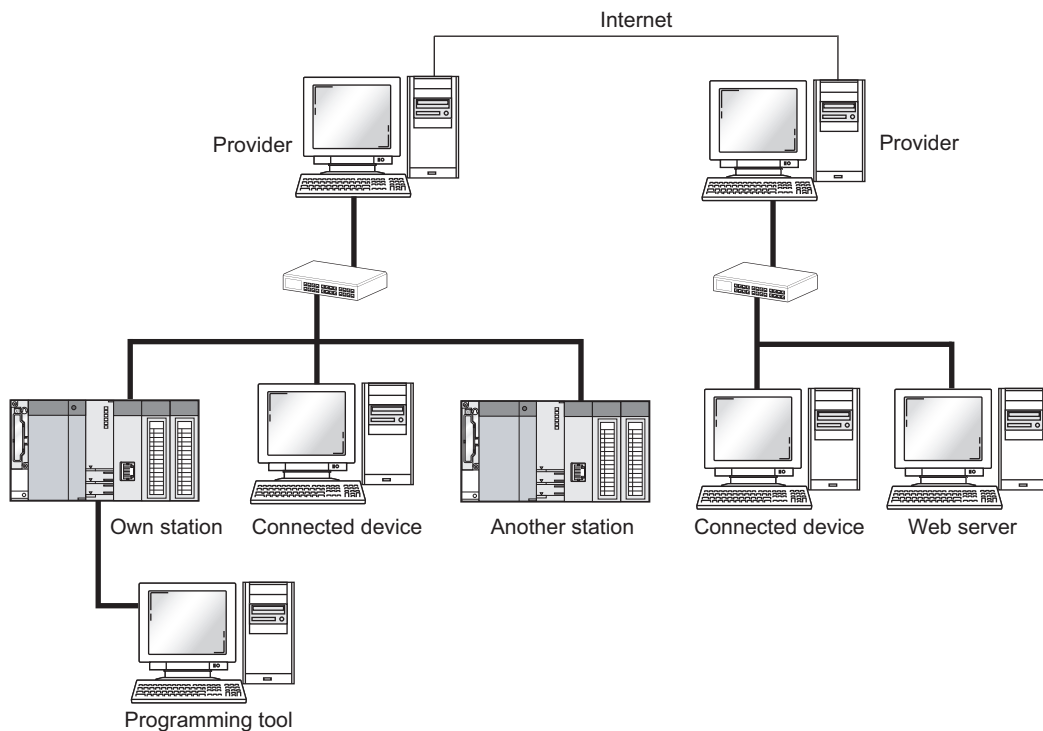 Internet
Provider
Provider
Own station
Connected device
Another station
Connected device
Web server
Programming tool